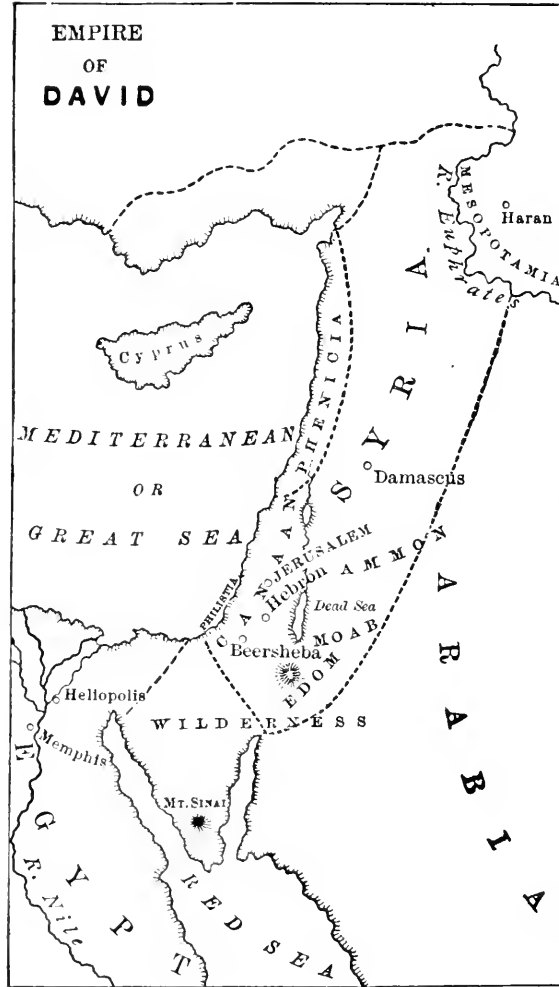 EMPIRE
OF
DAVID
R. Euphrates
MESOPOTAMIA
Haran
Cyprus
SYRIA
PHENICIA
MEDITERRANEAN
OR
GREAT SEA
Damascus
CANAAN
JERUSALEM
Hebron
AMMON
PHILISTIA
Dead Sea
MOAB
Beersheba
EDOM
ARABIA
Heliopolis
WILDERNESS
Memphis
MT. SINAI
EGYPT
R. Nile
RED SEA